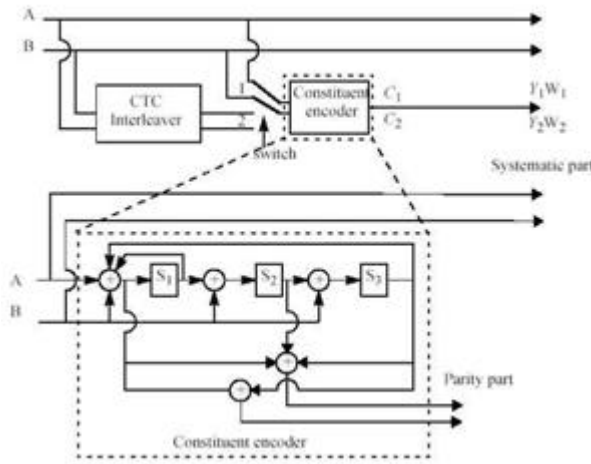 A
B
1
CTC
Interleaver
2
switch
Constituent
encoder
C1
C2
Y1W1
Y2W2
Systematic part
A
B
+
S1
+
S2
+
S3
+
+
Parity part
Constituent encoder